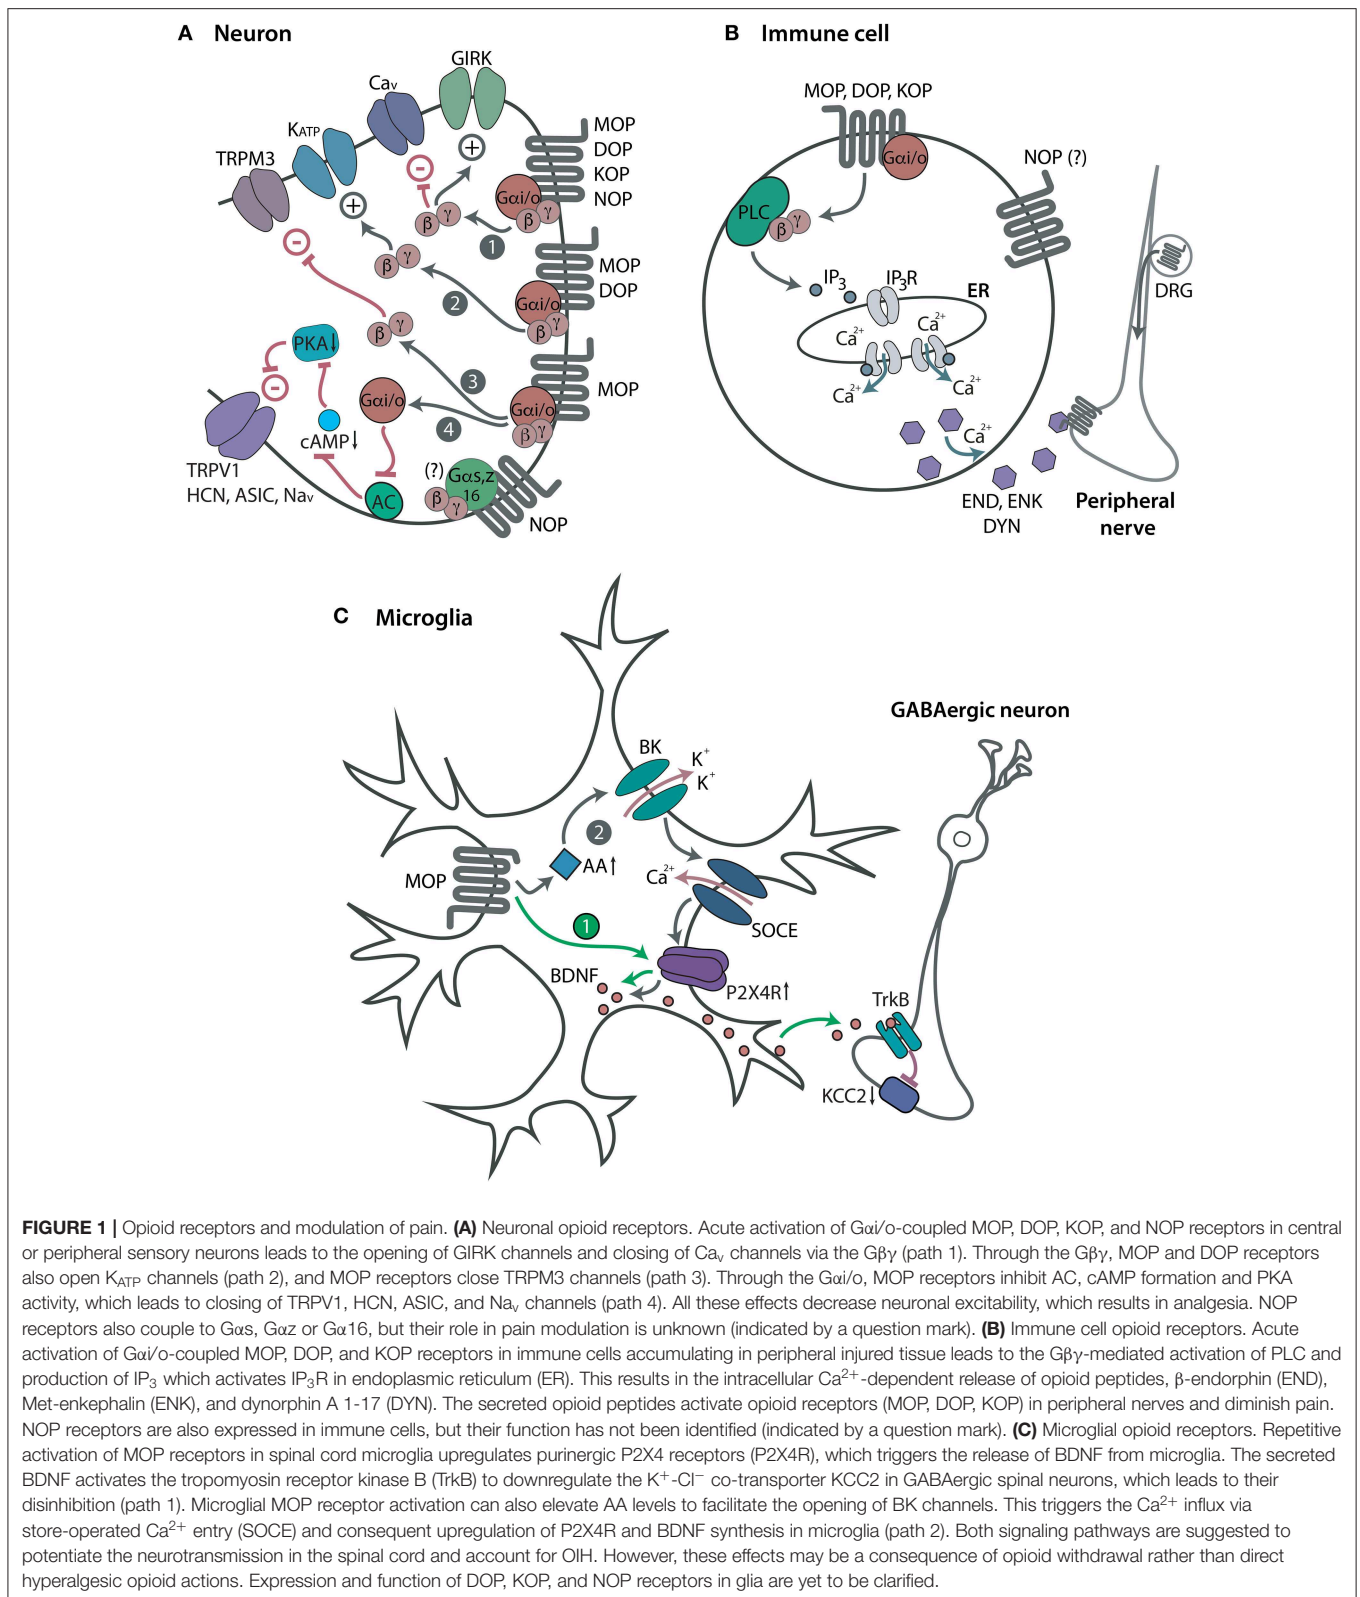 A Neuron
GIRK
Cav
KATP
TRPM3
MOP
DOP
KOP
NOP
Gαi/o
β γ
β γ
1
+
-
+
-
MOP
DOP
Gαi/o
β γ
β γ
2
β γ
3
MOP
Gαi/o
β γ
4
Gαi/o
PKA↓
-
cAMP↓
TRPV1
HCN, ASIC, Nav
AC
(?)
Gαs,z
16
β γ
NOP
B Immune cell
MOP, DOP, KOP
Gαi/o
NOP (?)
PLC
β γ
IP3
IP3R
ER
Ca2+
Ca2+
Ca2+
Ca2+
Ca2+
DRG
END, ENK
DYN
Peripheral
nerve
C Microglia
GABAergic neuron
BK
K+
K+
2
MOP
AA↑
Ca2+
SOCE
1
BDNF
P2X4R↑
TrkB
KCC2↓
FIGURE 1 | Opioid receptors and modulation of pain. (A) Neuronal opioid receptors. Acute activation of Gαi/o-coupled MOP, DOP, KOP, and NOP receptors in central
or peripheral sensory neurons leads to the opening of GIRK channels and closing of Cav channels via the Gβγ (path 1). Through the Gβγ, MOP and DOP receptors
also open KATP channels (path 2), and MOP receptors close TRPM3 channels (path 3). Through the Gαi/o, MOP receptors inhibit AC, cAMP formation and PKA
activity, which leads to closing of TRPV1, HCN, ASIC, and Nav channels (path 4). All these effects decrease neuronal excitability, which results in analgesia. NOP
receptors also couple to Gαs, Gαz or Gα16, but their role in pain modulation is unknown (indicated by a question mark). (B) Immune cell opioid receptors. Acute
activation of Gαi/o-coupled MOP, DOP, and KOP receptors in immune cells accumulating in peripheral injured tissue leads to the Gβγ-mediated activation of PLC and
production of IP3 which activates IP3R in endoplasmic reticulum (ER). This results in the intracellular Ca2+-dependent release of opioid peptides, β-endorphin (END),
Met-enkephalin (ENK), and dynorphin A 1-17 (DYN). The secreted opioid peptides activate opioid receptors (MOP, DOP, KOP) in peripheral nerves and diminish pain.
NOP receptors are also expressed in immune cells, but their function has not been identified (indicated by a question mark). (C) Microglial opioid receptors. Repetitive
activation of MOP receptors in spinal cord microglia upregulates purinergic P2X4 receptors (P2X4R), which triggers the release of BDNF from microglia. The secreted
BDNF activates the tropomyosin receptor kinase B (TrkB) to downregulate the K+-Cl− co-transporter KCC2 in GABAergic spinal neurons, which leads to their
disinhibition (path 1). Microglial MOP receptor activation can also elevate AA levels to facilitate the opening of BK channels. This triggers the Ca2+ influx via
store-operated Ca2+ entry (SOCE) and consequent upregulation of P2X4R and BDNF synthesis in microglia (path 2). Both signaling pathways are suggested to
potentiate the neurotransmission in the spinal cord and account for OIH. However, these effects may be a consequence of opioid withdrawal rather than direct
hyperalgesic opioid actions. Expression and function of DOP, KOP, and NOP receptors in glia are yet to be clarified.